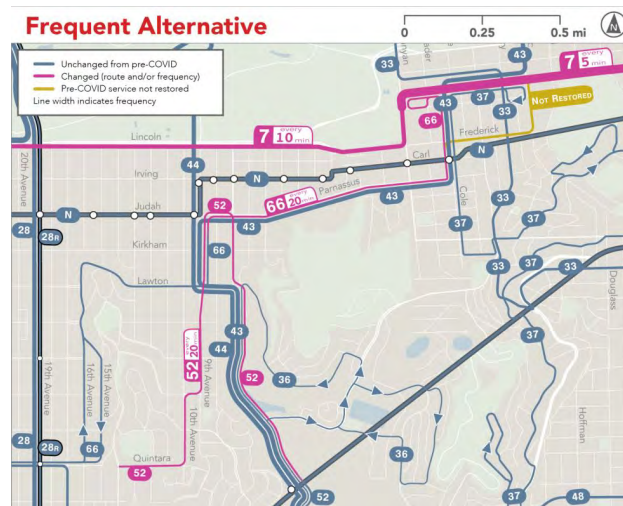 Frequent Alternative
0 0.25 0.5 mi
N
Unchanged from pre-COVID
Changed (route and/or frequency)
Pre-COVID service not restored
Line width indicates frequency
33
43
7 every 5 min
43
37
33
NOT RESTORED
66
Frederick
Lincoln
7 every 10 min
44
Carl
N
20th Avenue
Irving
N
Parnassus
66 every 20 min
43
Cole
Judah
N
52
43
37
33
37
28
28R
Kirkham
66
33
37
33
Lawton
Douglass
43
44
37
16th Avenue
15th Avenue
52 20 min
9th Avenue
52
36
19th Avenue
10th Avenue
Hoffman
28
28R
66
Quintara
52
36
52
37
48